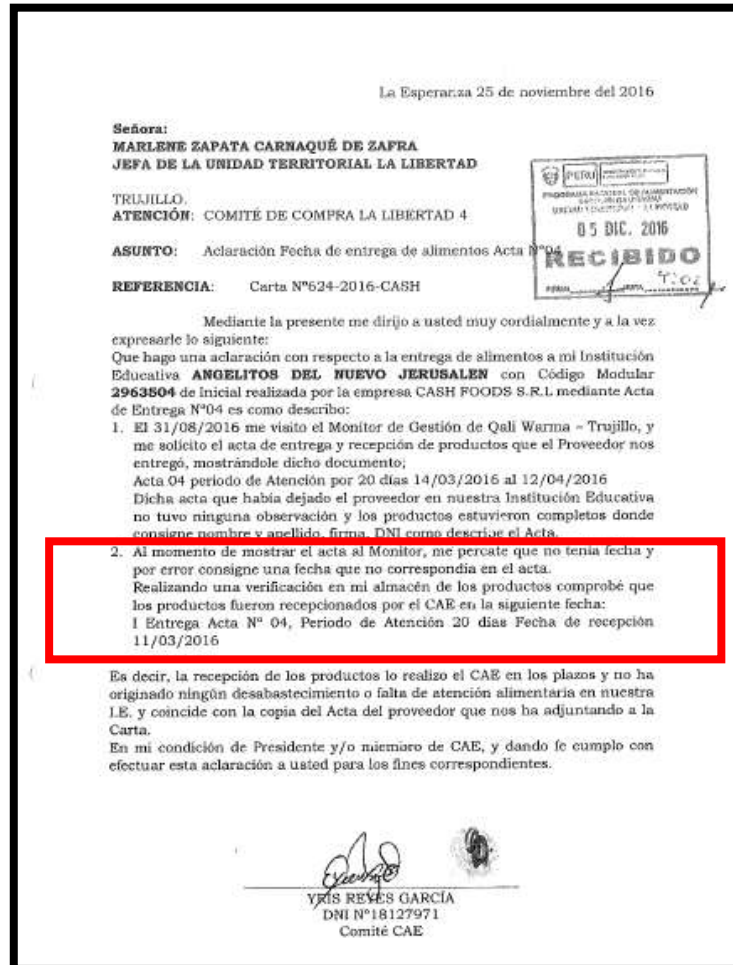 La Esperanza 25 de noviembre del 2016
Señora:
MARLENE ZAPATA CARNAQUÉ DE ZAFRA
JEFA DE LA UNIDAD TERRITORIAL LA LIBERTAD
TRUJILLO.
ATENCIÓN: COMITÉ DE COMPRA LA LIBERTAD 4
ASUNTO: Aclaración Fecha de entrega de alimentos Acta N°04
REFERENCIA: Carta N°624-2016-CASH
PERÚ
05 DIC. 2016
RECIBIDO
Mediante la presente me dirijo a usted muy cordialmente y a la vez
expresarle lo siguiente:
Que hago una aclaración con respecto a la entrega de alimentos a mi Institución
Educativa ANGELITOS DEL NUEVO JERUSALEN con Código Modular
2963504 de Inicial realizada por la empresa CASH FOODS S.R.L mediante Acta
de Entrega N°04 es como describo:
1. El 31/08/2016 me visito el Monitor de Gestión de Qali Warma – Trujillo, y
me solicito el acta de entrega y recepción de productos que el Proveedor nos
entregó, mostrándole dicho documento;
Acta 04 periodo de Atención por 20 días 14/03/2016 al 12/04/2016
Dicha acta que había dejado el proveedor en nuestra Institución Educativa
no tuvo ninguna observación y los productos estuvieron completos donde
consigne nombre y apellido, firma, DNI como describe el Acta.
2. Al momento de mostrar el acta al Monitor, me percate que no tenía fecha y
por error consigne una fecha que no correspondía en el acta.
Realizando una verificación en mi almacén de los productos comprobé que
los productos fueron recepcionados por el CAE en la siguiente fecha:
I Entrega Acta N° 04, Periodo de Atención 20 días Fecha de recepción
11/03/2016
Es decir, la recepción de los productos lo realizo el CAE en los plazos y no ha
originado ningún desabastecimiento o falta de atención alimentaria en nuestra
I.E. y coincide con la copia del Acta del proveedor que nos ha adjuntando a la
Carta.
En mi condición de Presidente y/o miembro de CAE, y dando fe cumplo con
efectuar esta aclaración a usted para los fines correspondientes.
YRIS REYES GARCÍA
DNI N°18127971
Comité CAE